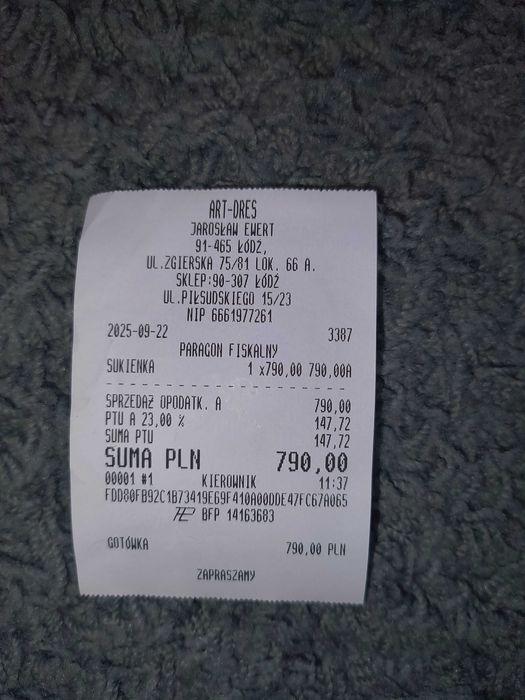 ART-DRES
JAROSŁAW EWERT
91-465 ŁÓDŹ,
UL.ZGIERSKA 75/81 LOK. 66 A.
SKLEP:90-307 ŁÓDŹ
UL.PIŁSUDSKIEGO 15/23
NIP 6661977261
2025-09-22 3387
PARAGON FISKALNY
SUKIENKA 1 x790,00 790,00A
SPRZEDAŻ OPODATK. A 790,00
PTU A 23,00 % 147,72
SUMA PTU 147,72
SUMA PLN 790,00
00001 #1 KIEROWNIK 11:37
FDD80FB92C1B73419E69F410A00DDE47FC67A065
BFP 14163683
GOTÓWKA 790,00 PLN
ZAPRASZAMY